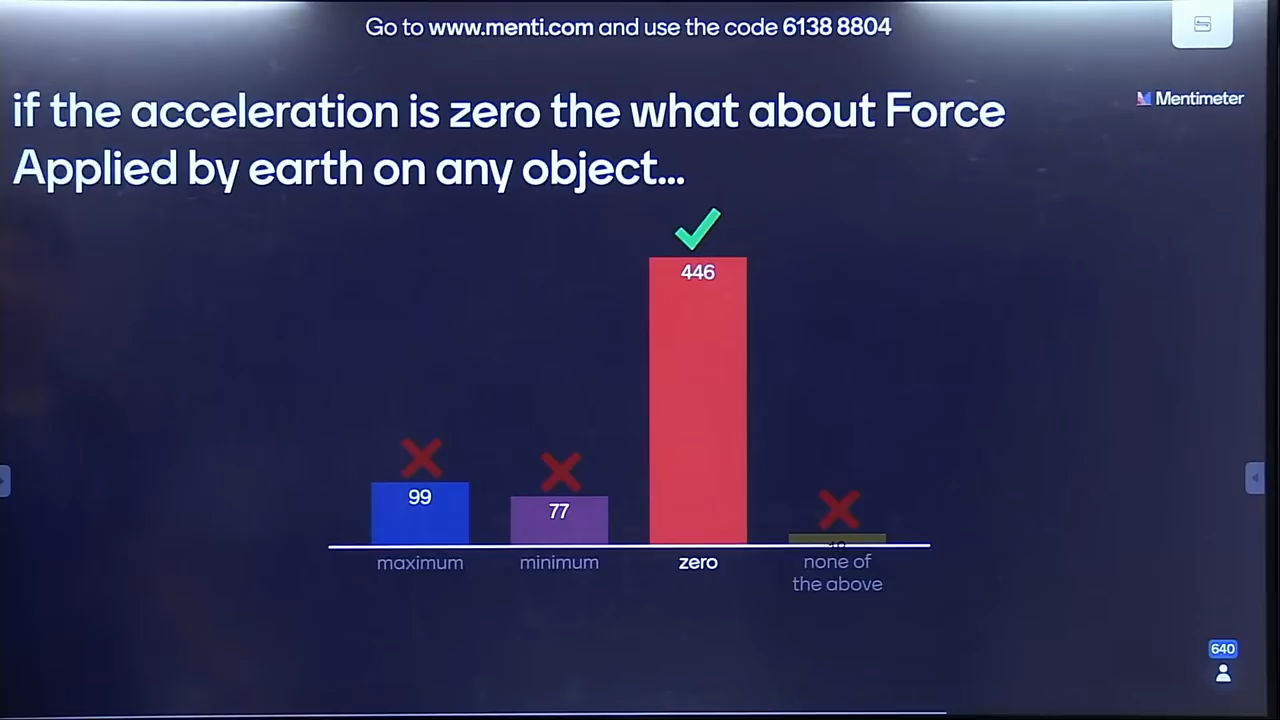 Go to www.menti.com and use the code 6138 8804
Mentimeter
if the acceleration is zero the what about Force
Applied by earth on any object...
446
99
77
maximum
minimum
zero
none of
the above
640